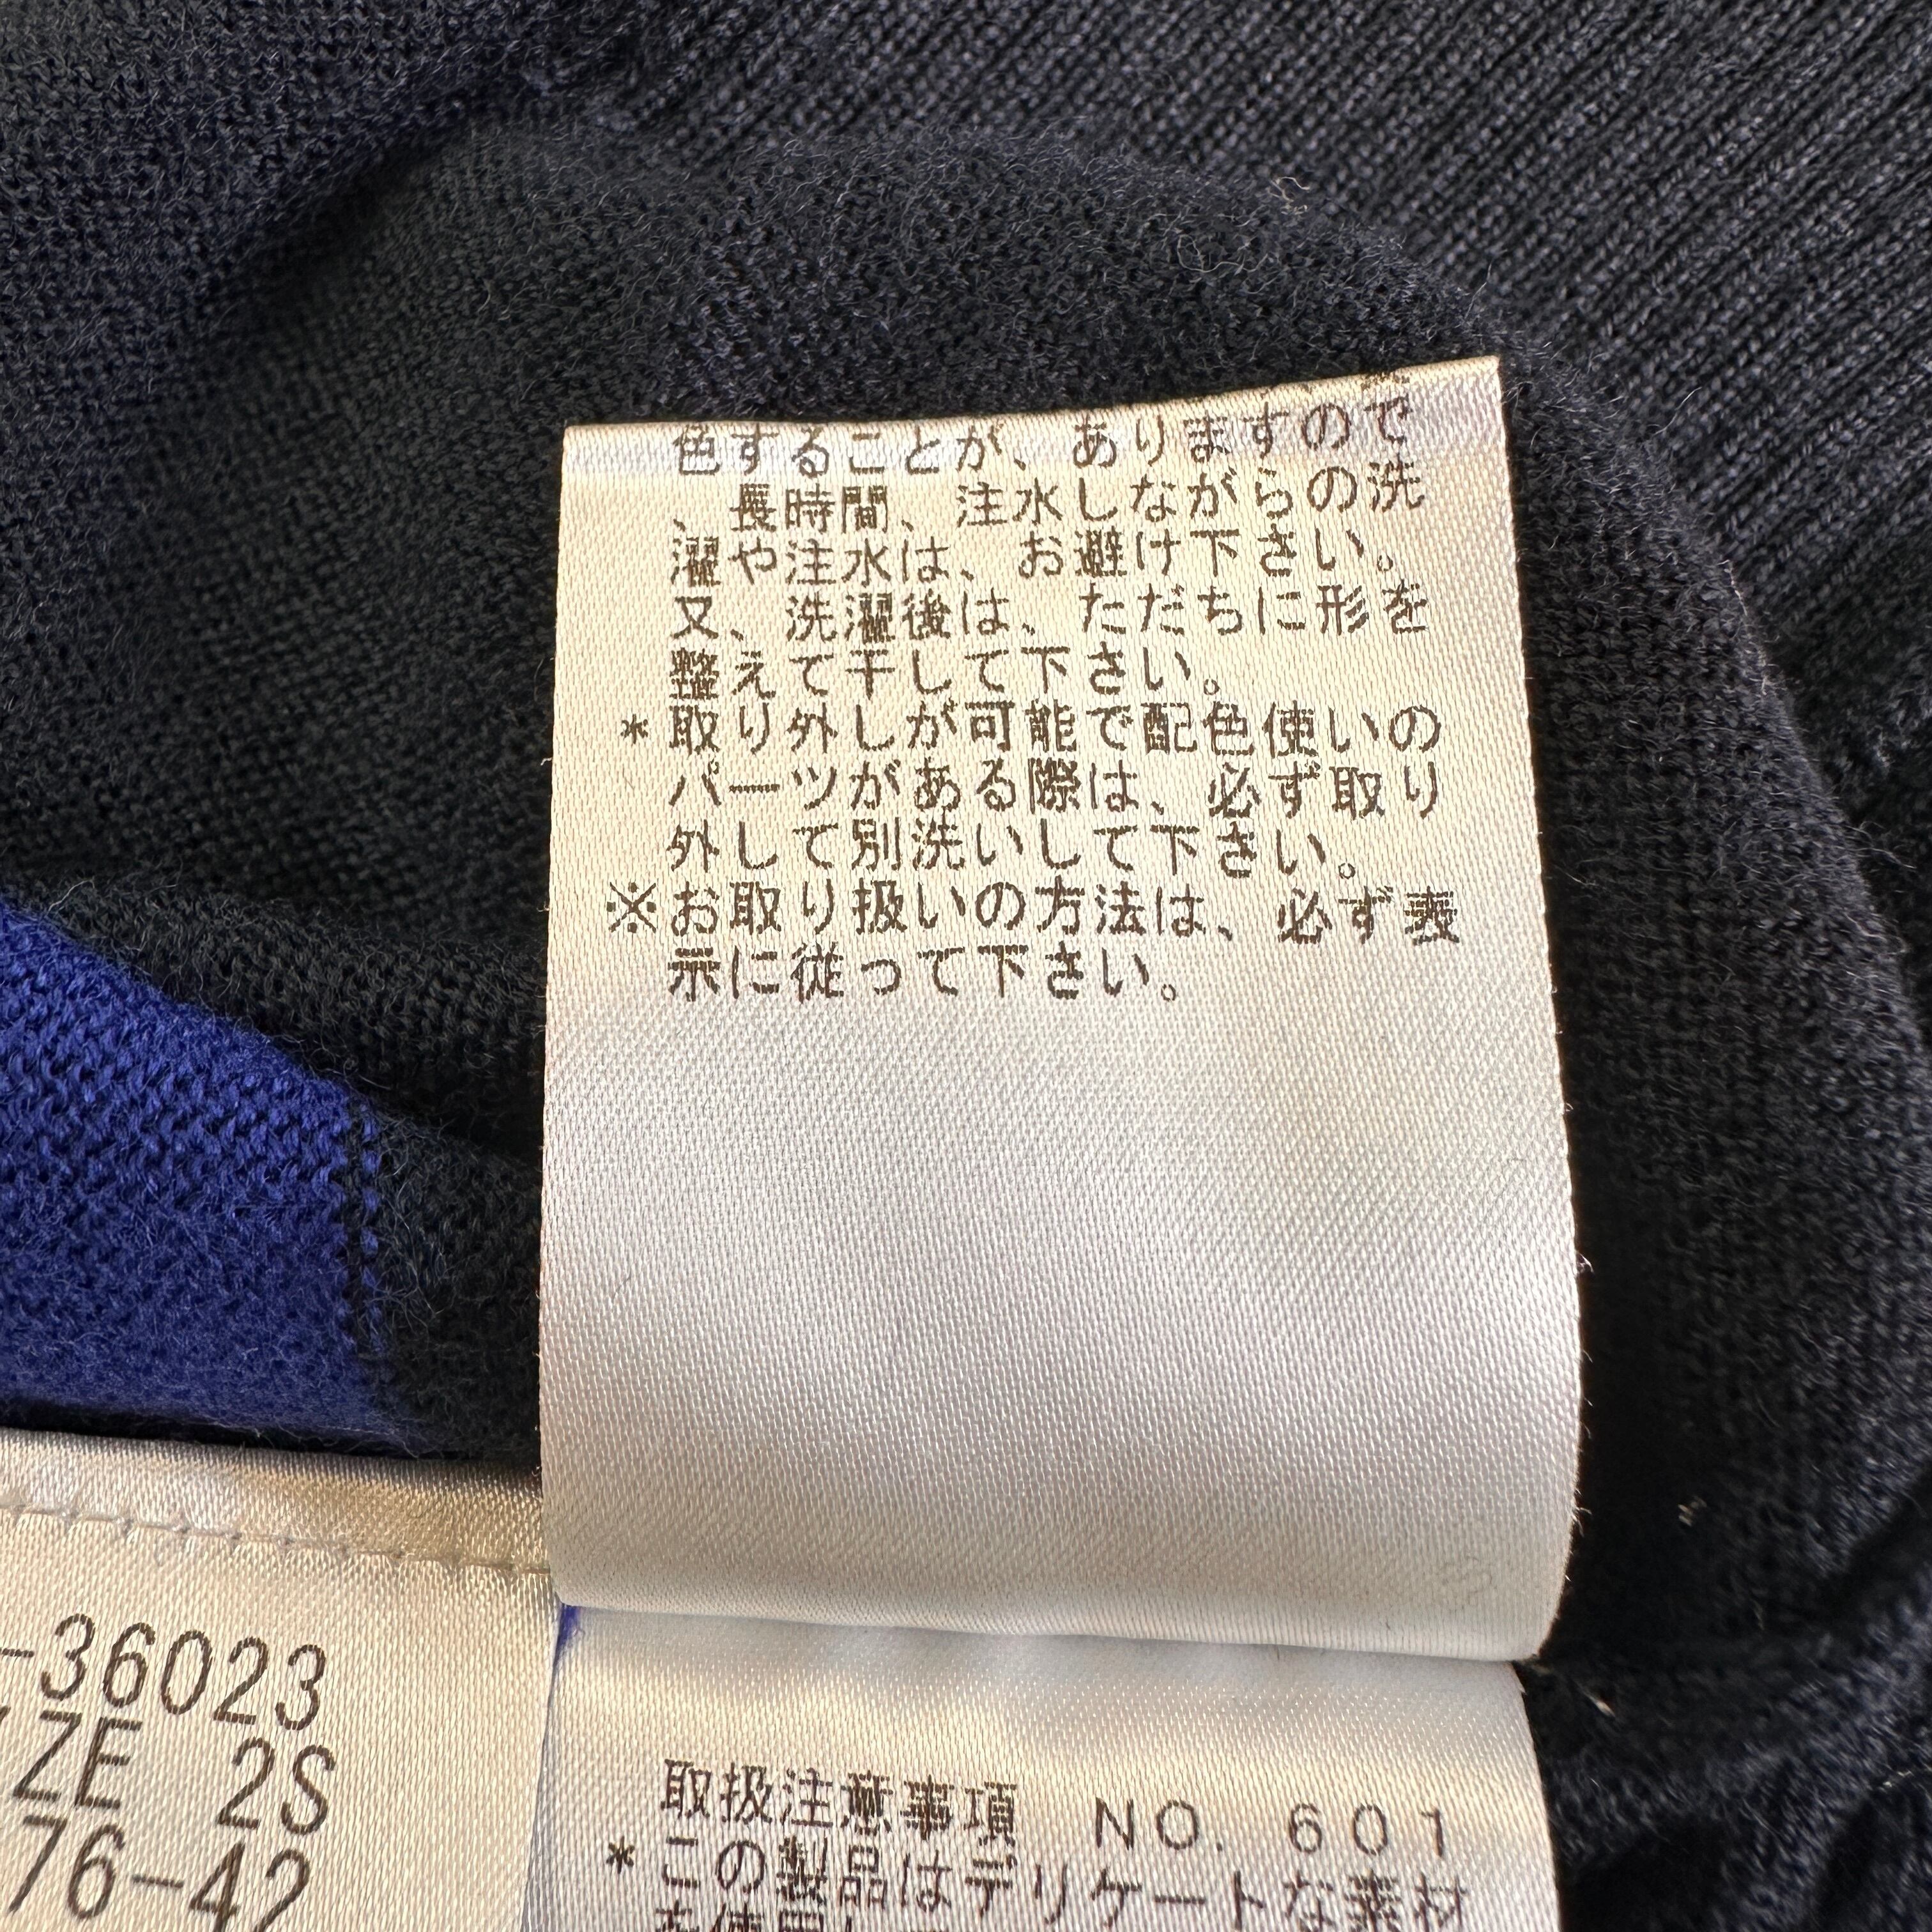 色することが、ありますので
、長時間、注水しながらの洗
濯や注水は、お避け下さい。
又、洗濯後は、ただちに形を
整えて干して下さい。
*取り外しが可能で配色使いの
パーツがある際は、必ず取り
外して別洗いして下さい。
※お取り扱いの方法は、必ず表
示に従って下さい。
-36023
ZE 2S
76-42
取扱注意事項 NO. 601
*この製品はデリケートな素材
を使用し